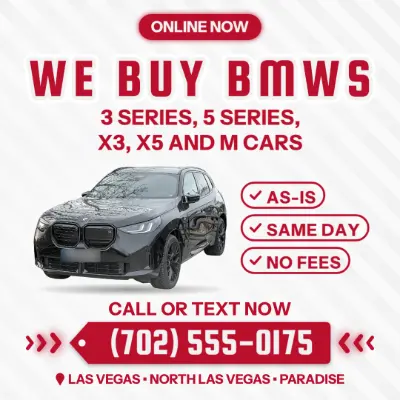 ONLINE NOW
WE BUY BMWS
3 SERIES, 5 SERIES,
X3, X5 AND M CARS
AS-IS
SAME DAY
NO FEES
CALL OR TEXT NOW
(702) 555-0175
LAS VEGAS • NORTH LAS VEGAS • PARADISE